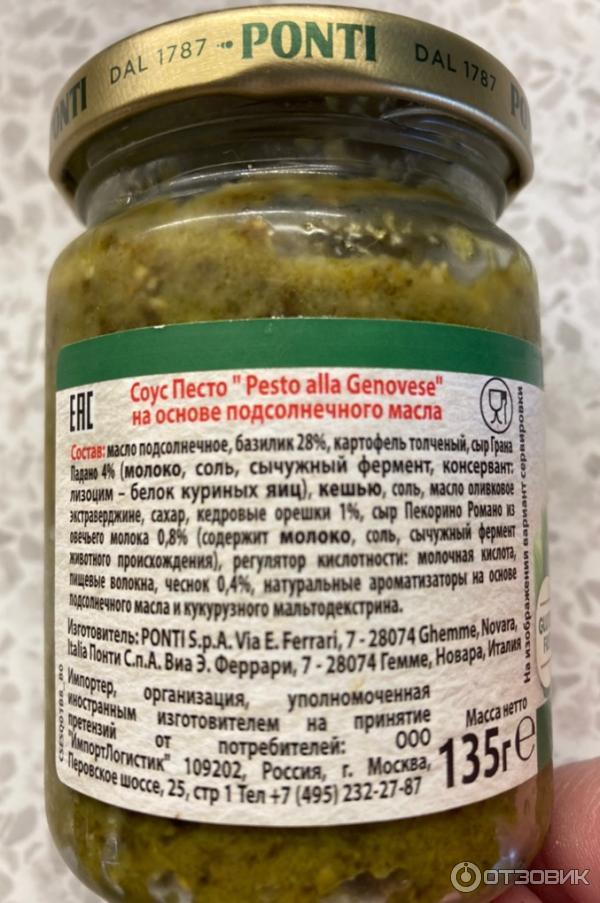 DAL 1787 PONTI DAL 1787
PONTI PONTI
EAC
Соус Песто " Pesto alla Genovese"
на основе подсолнечного масла
Состав: масло подсолнечное, базилик 28%, картофель толченый, сыр Грана
Падано 4% (молоко, соль, сычужный фермент, консервант:
лизоцим – белок куриных яиц), кешью, соль, масло оливковое
экстраверджине, сахар, кедровые орешки 1%, сыр Пекорино Романо из
овечьего молока 0,8% (содержит молоко, соль, сычужный фермент
животного происхождения), регулятор кислотности: молочная кислота,
пищевые волокна, чеснок 0,4%, натуральные ароматизаторы на основе
подсолнечного масла и кукурузного мальтодекстрина.
Изготовитель: PONTI S.p.A. Via E. Ferrari, 7 - 28074 Ghemme, Novara,
Italia Понти С.п.А. Виа Э. Феррари, 7 - 28074 Гемме, Новара, Италия
Импортер, организация, уполномоченная
иностранным изготовителем на принятие
претензий от потребителей: ООО
"ИмпортЛогистик" 109202, Россия, г. Москва,
Перовское шоссе, 25, стр 1 Тел +7 (495) 232-27-87
Масса нетто
135г e
На изображении вариант сервировки
ОТЗОВИК